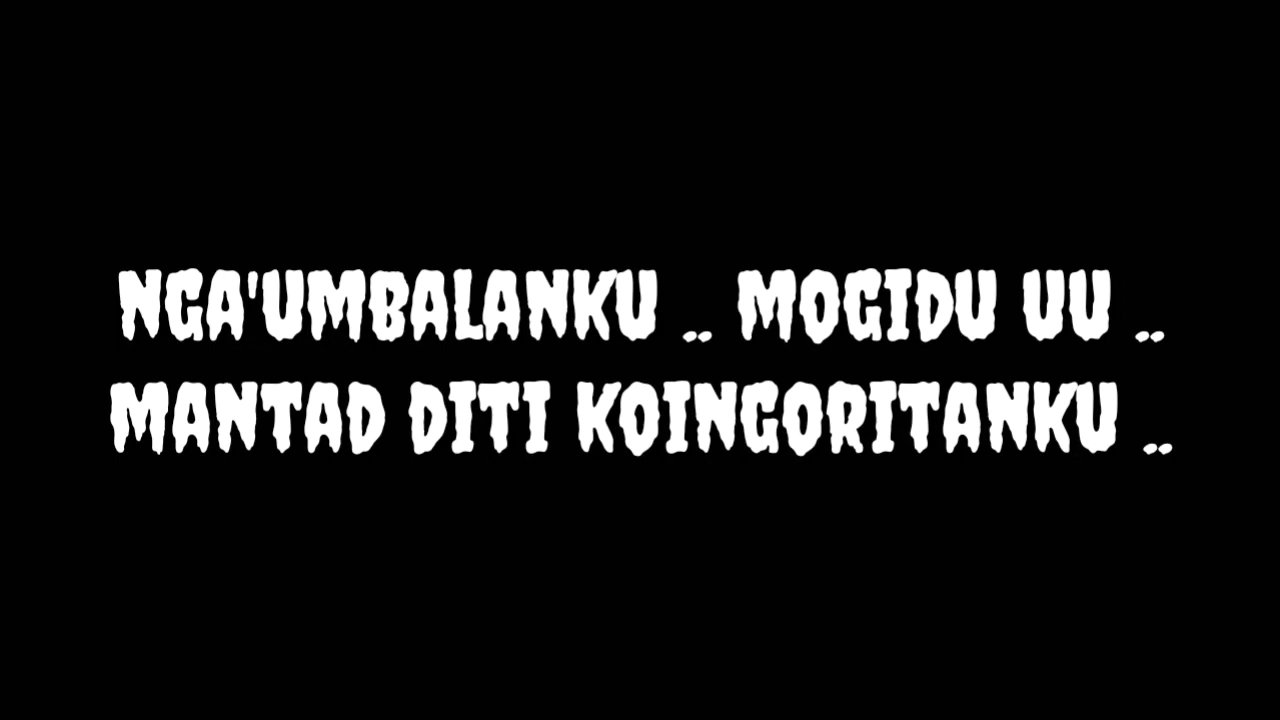 NGA'UMBALANKU .. MOGIDU UU ..
MANTAD DITI KOINGORITANKU ..